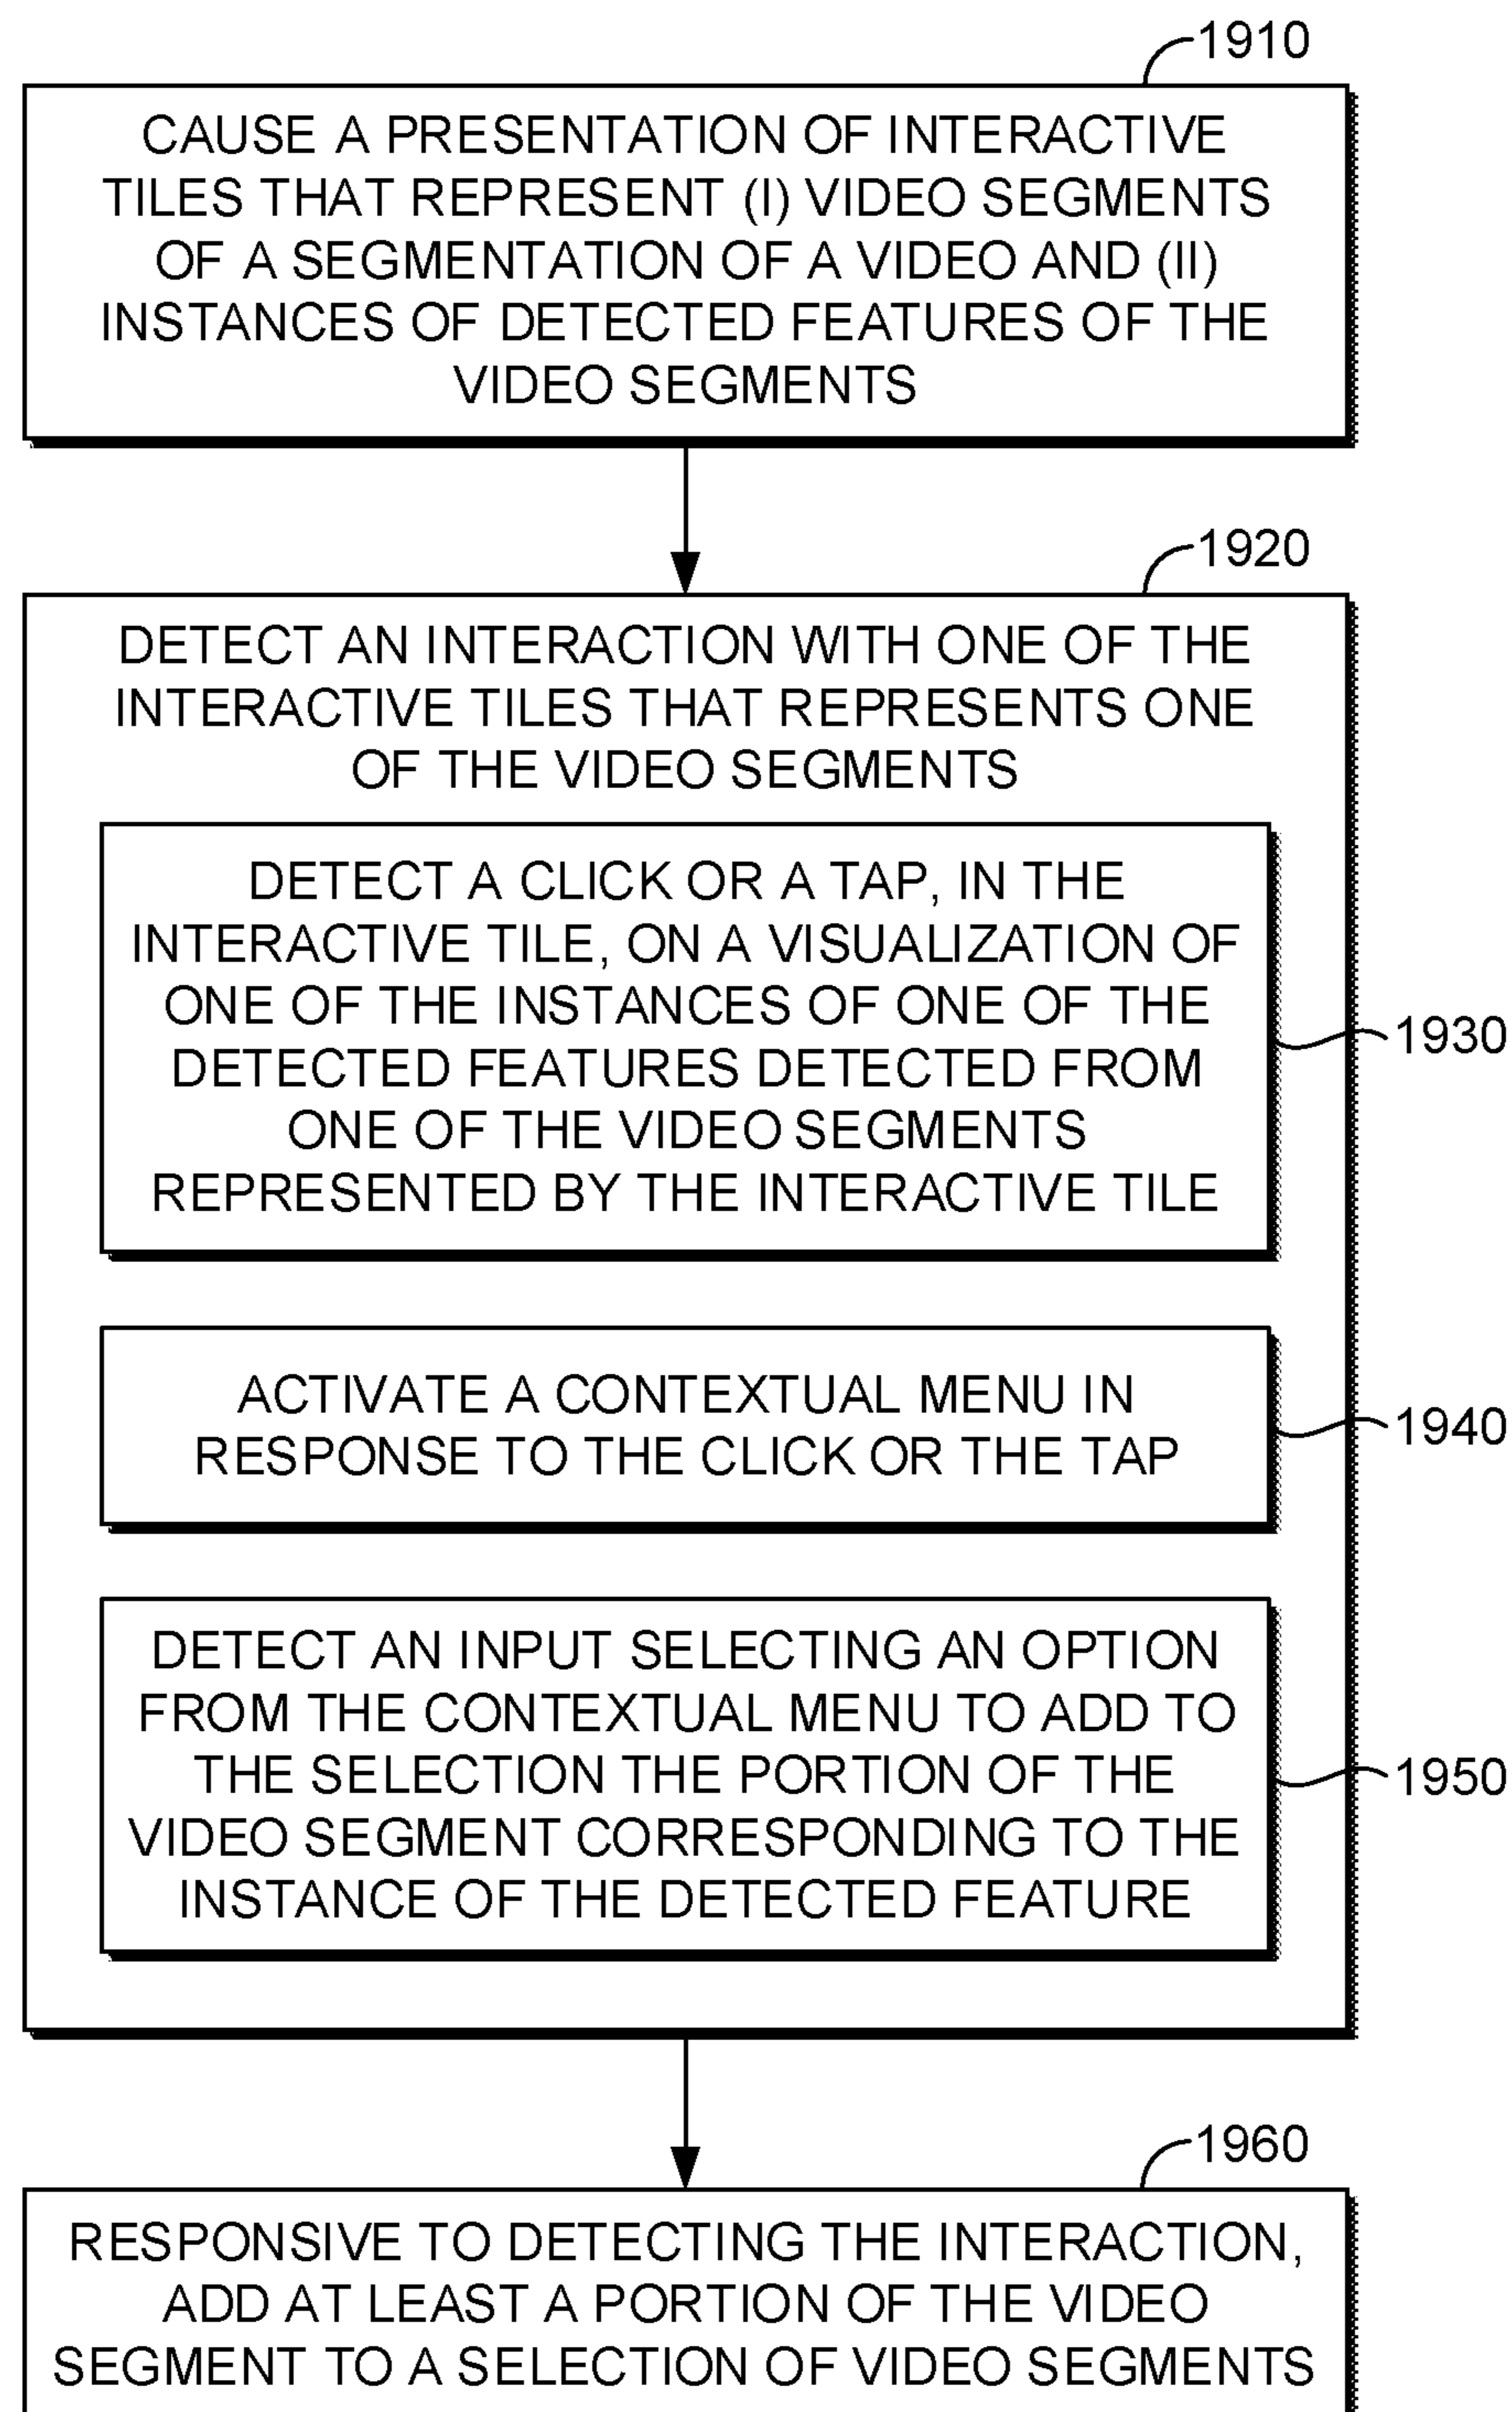 1910
CAUSE A PRESENTATION OF INTERACTIVE
TILES THAT REPRESENT (I) VIDEO SEGMENTS
OF A SEGMENTATION OF A VIDEO AND (II)
INSTANCES OF DETECTED FEATURES OF THE
VIDEO SEGMENTS
1920
DETECT AN INTERACTION WITH ONE OF THE
INTERACTIVE TILES THAT REPRESENTS ONE
OF THE VIDEO SEGMENTS
DETECT A CLICK OR A TAP, IN THE
INTERACTIVE TILE, ON A VISUALIZATION OF
ONE OF THE INSTANCES OF ONE OF THE
DETECTED FEATURES DETECTED FROM
ONE OF THE VIDEO SEGMENTS
REPRESENTED BY THE INTERACTIVE TILE
1930
ACTIVATE A CONTEXTUAL MENU IN
RESPONSE TO THE CLICK OR THE TAP
1940
DETECT AN INPUT SELECTING AN OPTION
FROM THE CONTEXTUAL MENU TO ADD TO
THE SELECTION THE PORTION OF THE
VIDEO SEGMENT CORRESPONDING TO THE
INSTANCE OF THE DETECTED FEATURE
1950
1960
RESPONSIVE TO DETECTING THE INTERACTION,
ADD AT LEAST A PORTION OF THE VIDEO
SEGMENT TO A SELECTION OF VIDEO SEGMENTS